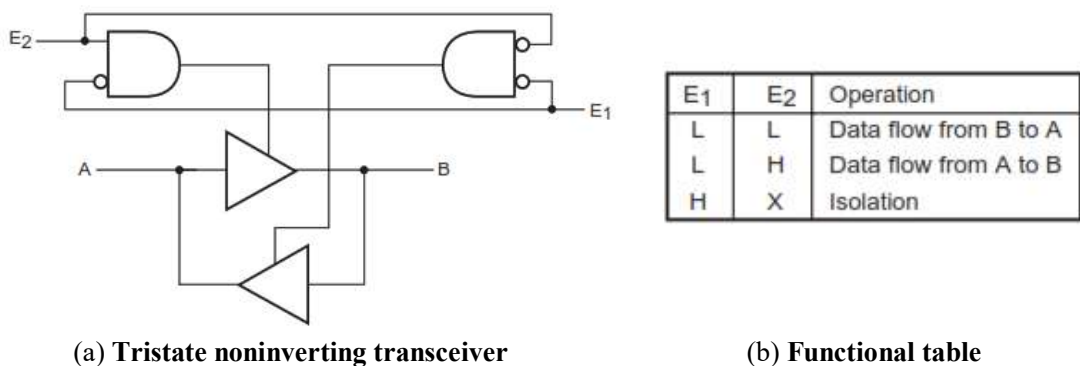 E2
E1
A
B
E1 E2 Operation
L L Data flow from B to A
L H Data flow from A to B
H X Isolation
(a) Tristate noninverting transceiver
(b) Functional table